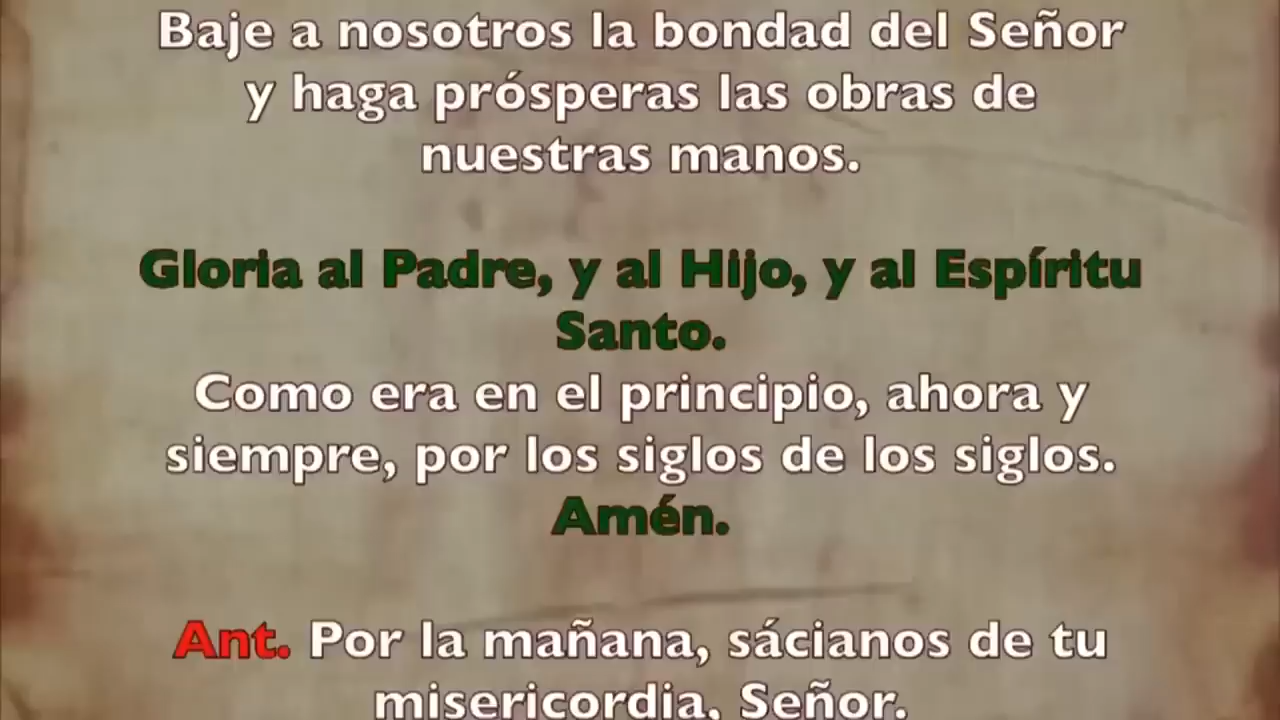 Baje a nosotros la bondad del Señor
y haga prósperas las obras de
nuestras manos.
Gloria al Padre, y al Hijo, y al Espíritu
Santo.
Como era en el principio, ahora y
siempre, por los siglos de los siglos.
Amén.
Ant. Por la mañana, sácianos de tu
misericordia, Señor.